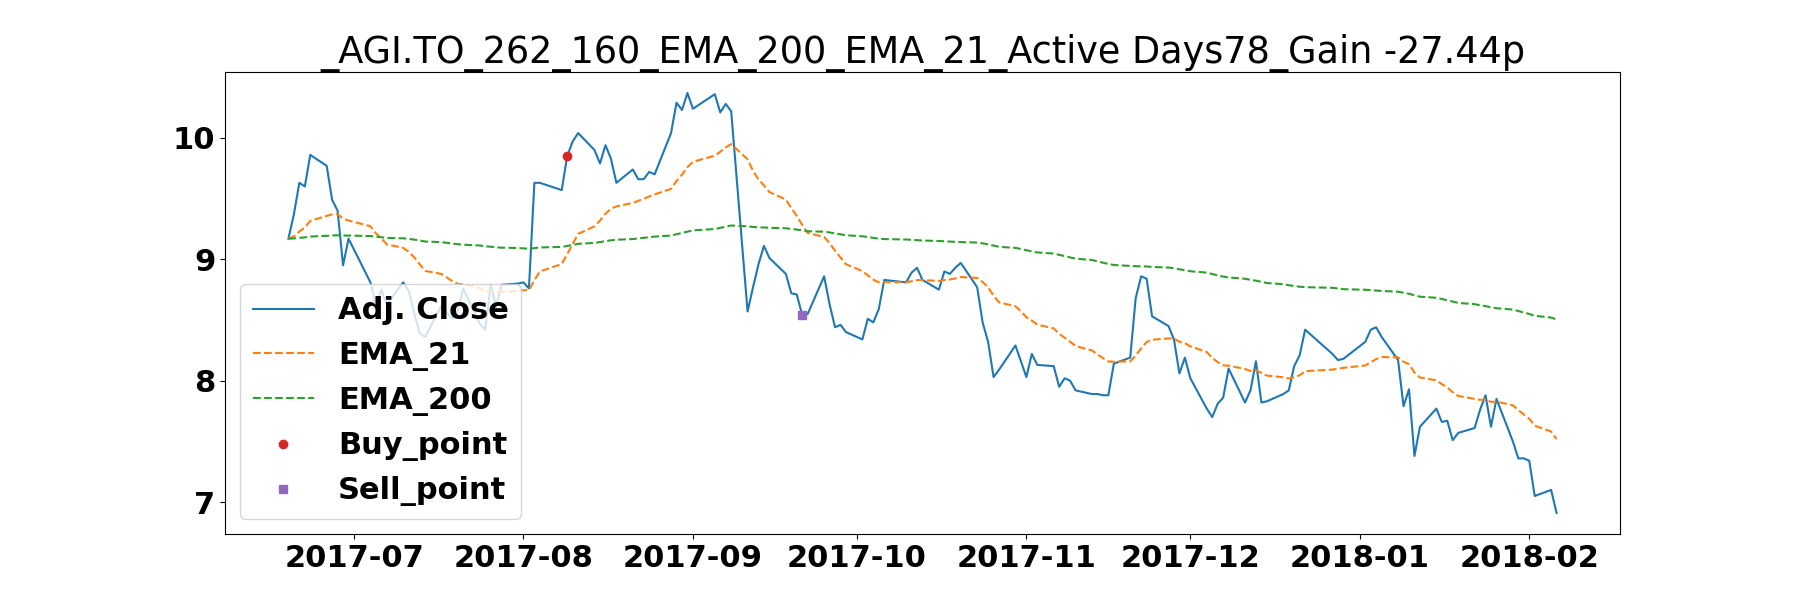 _AGI.TO_262_160_EMA_200_EMA_21_Active Days78_Gain -27.44p
10
9
8
7
Adj. Close
EMA_21
EMA_200
Buy_point
Sell_point
2017-07 2017-08 2017-09 2017-10 2017-11 2017-12 2018-01 2018-02